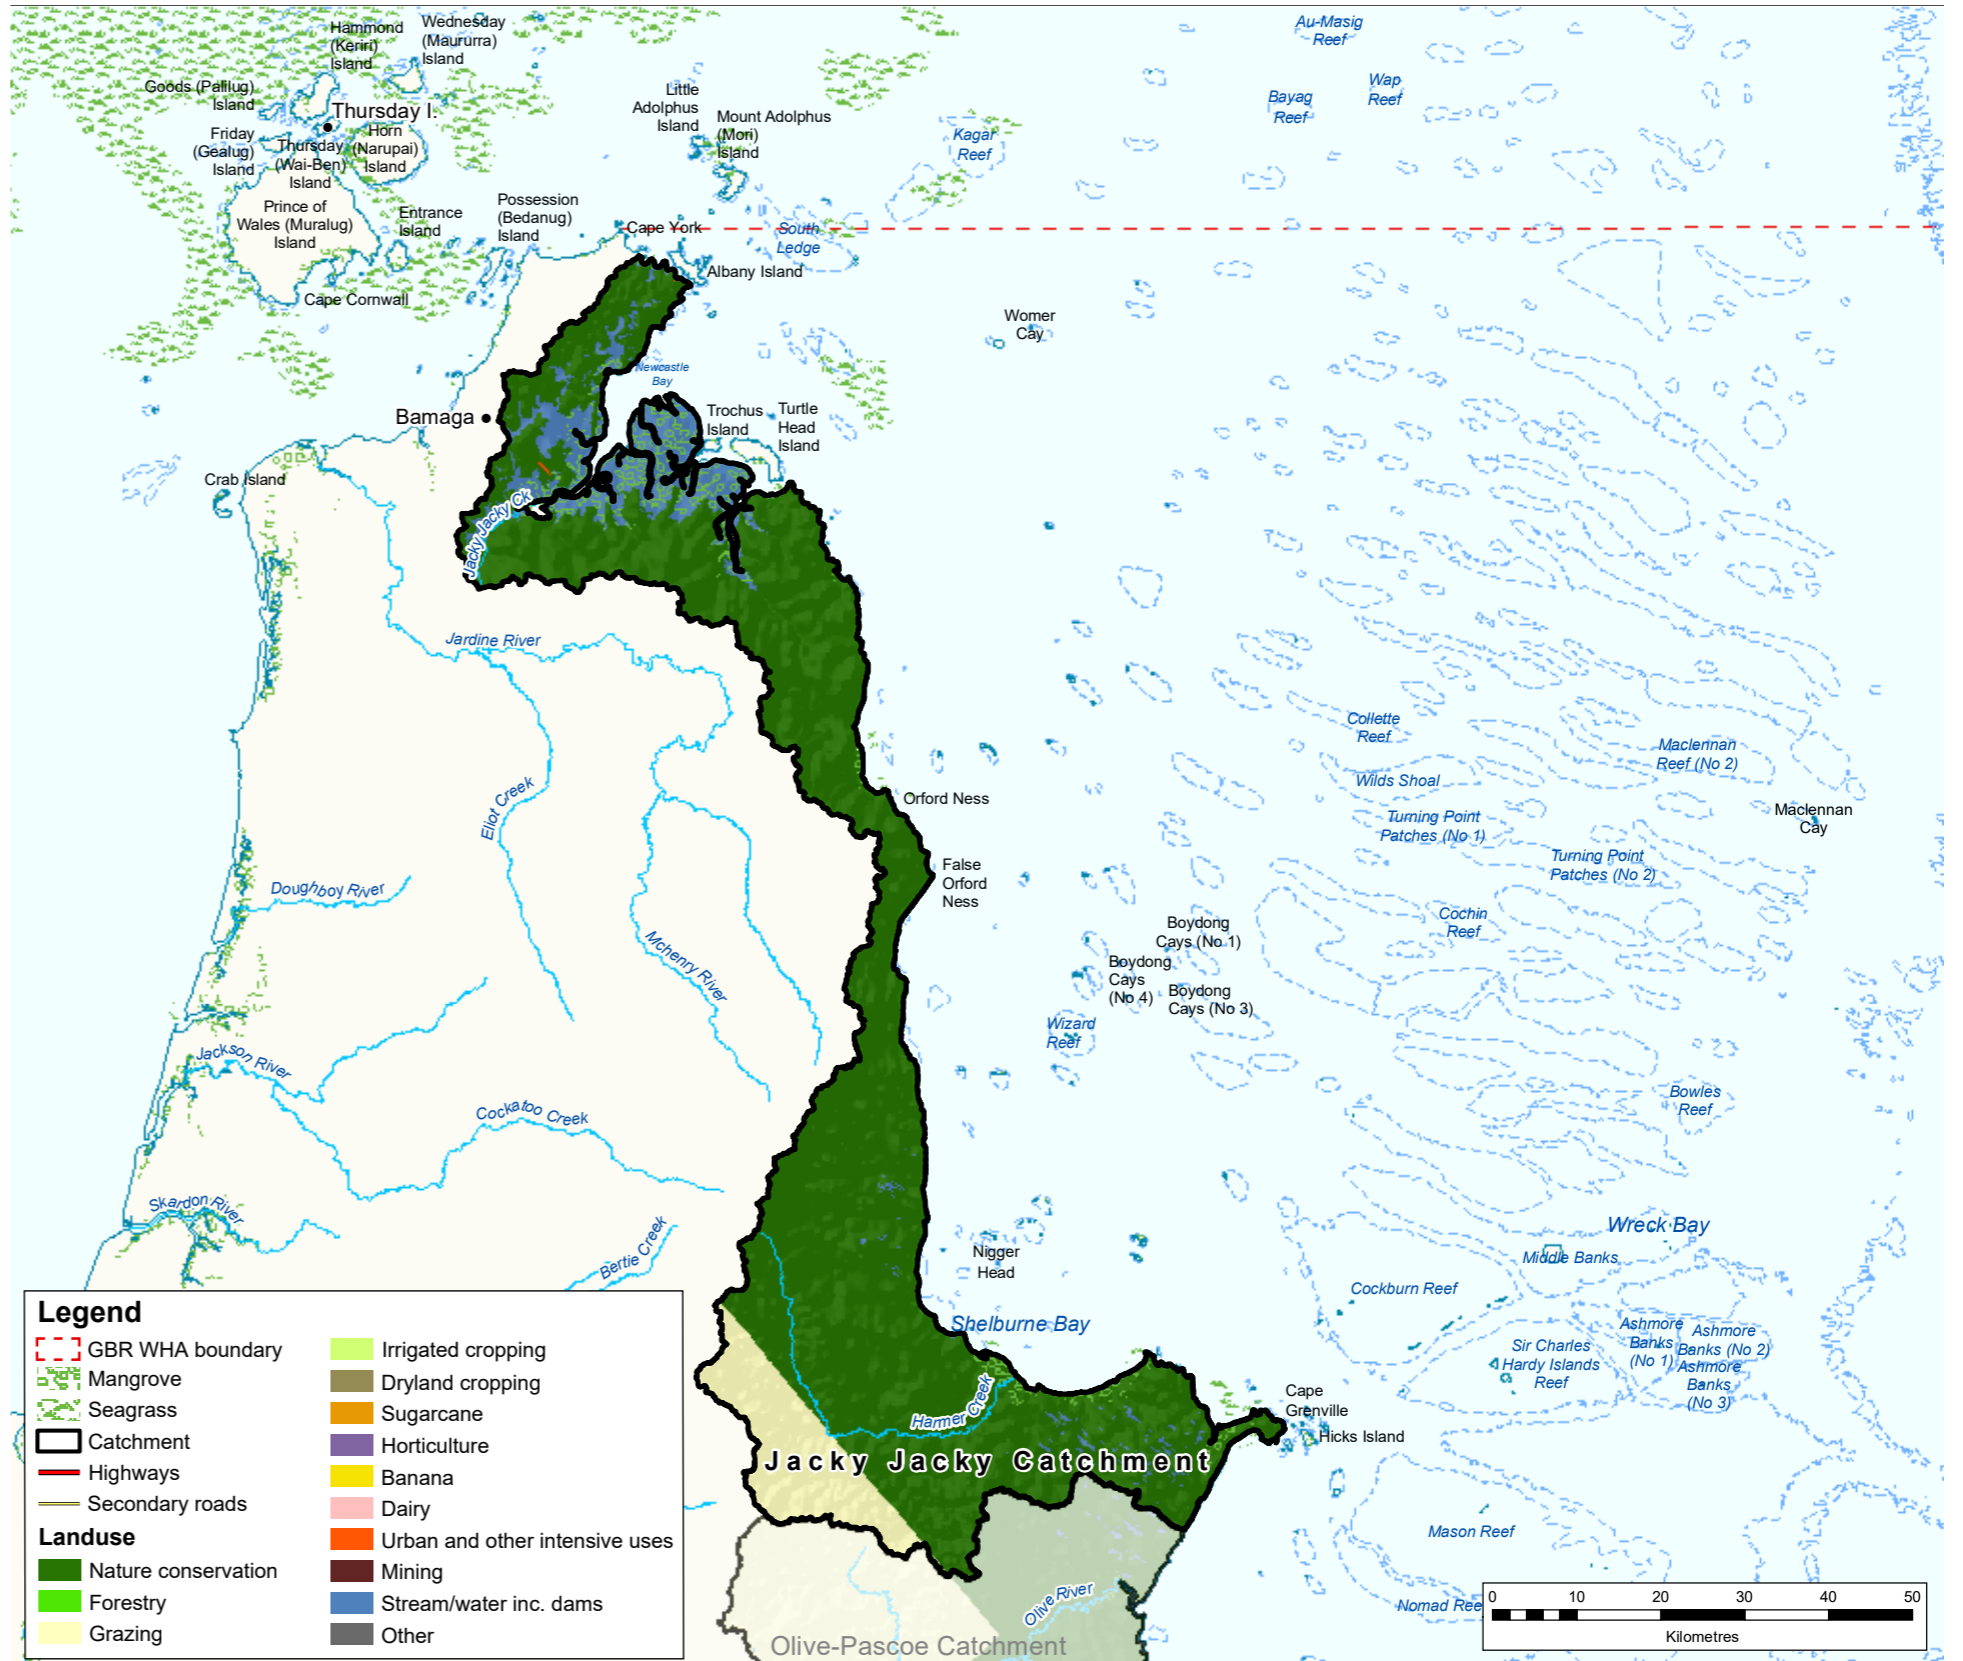 Hammond
(Keriri)
Island
Wednesday
(Maururra)
Island
Au-Masig
Reef
Goods (Palilug)
Island
Thursday I.
Little
Adolphus
Island
Mount Adolphus
(Mori)
Island
Wap
Reef
Bayag
Reef
Kagar
Reef
Friday
(Gealug)
Island
Thursday
(Wai-Ben)
Island
Horn
(Narupai)
Island
Prince of
Wales (Muralug)
Island
Entrance
Island
Possession
(Bedanug)
Island
Cape York
South
Ledge
Albany Island
Cape Cornwall
Womer
Cay
Newcastle
Bay
Bamaga
Trochus
Island
Turtle
Head
Island
Crab Island
Jacky Jacky Ck
Jardine River
Collette
Reef
Maclennan
Reef (No 2)
Wilds Shoal
Eliot Creek
Orford Ness
Turning Point
Patches (No 1)
Maclennan
Cay
Turning Point
Patches (No 2)
False
Orford
Ness
Doughboy River
Cochin
Reef
Boydong
Cays (No 1)
Boydong
Cays
(No 4)
Boydong
Cays (No 3)
Mchenry River
Wizard
Reef
Jackson River
Bowles
Reef
Cockatoo Creek
Skardon River
Bertie Creek
Wreck Bay
Nigger
Head
Middle Banks
Cockburn Reef
Shelburne Bay
Ashmore
Banks
(No 1)
Ashmore
Banks (No 2)
Sir Charles
Hardy Islands
Reef
Ashmore
Banks
(No 3)
Harmer Creek
Cape
Grenville
Hicks Island
Jacky Jacky Catchment
Mason Reef
Olive River
Nomad Ree
Olive-Pascoe Catchment
Legend
GBR WHA boundary
Mangrove
Seagrass
Catchment
Highways
Secondary roads
Landuse
Nature conservation
Forestry
Grazing
Irrigated cropping
Dryland cropping
Sugarcane
Horticulture
Banana
Dairy
Urban and other intensive uses
Mining
Stream/water inc. dams
Other
0 10 20 30 40 50
Kilometres